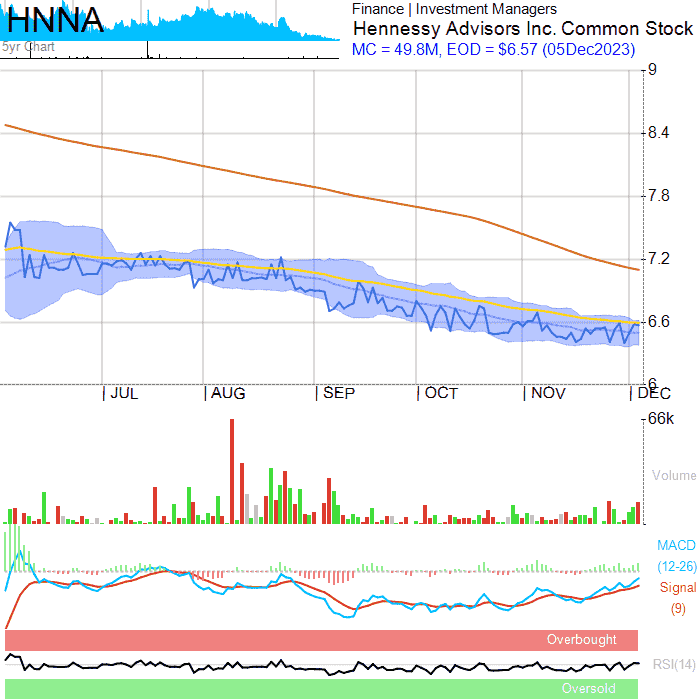 HNNA
5yr Chart
Finance | Investment Managers
Hennessy Advisors Inc. Common Stock
MC = 49.8M, EOD = $6.57 (05Dec2023)
9
8.4
7.8
7.2
6.6
6
JUL AUG SEP OCT NOV DEC
66k
Volume
MACD
(12-26)
Signal
(9)
Overbought
RSI(14)
Oversold